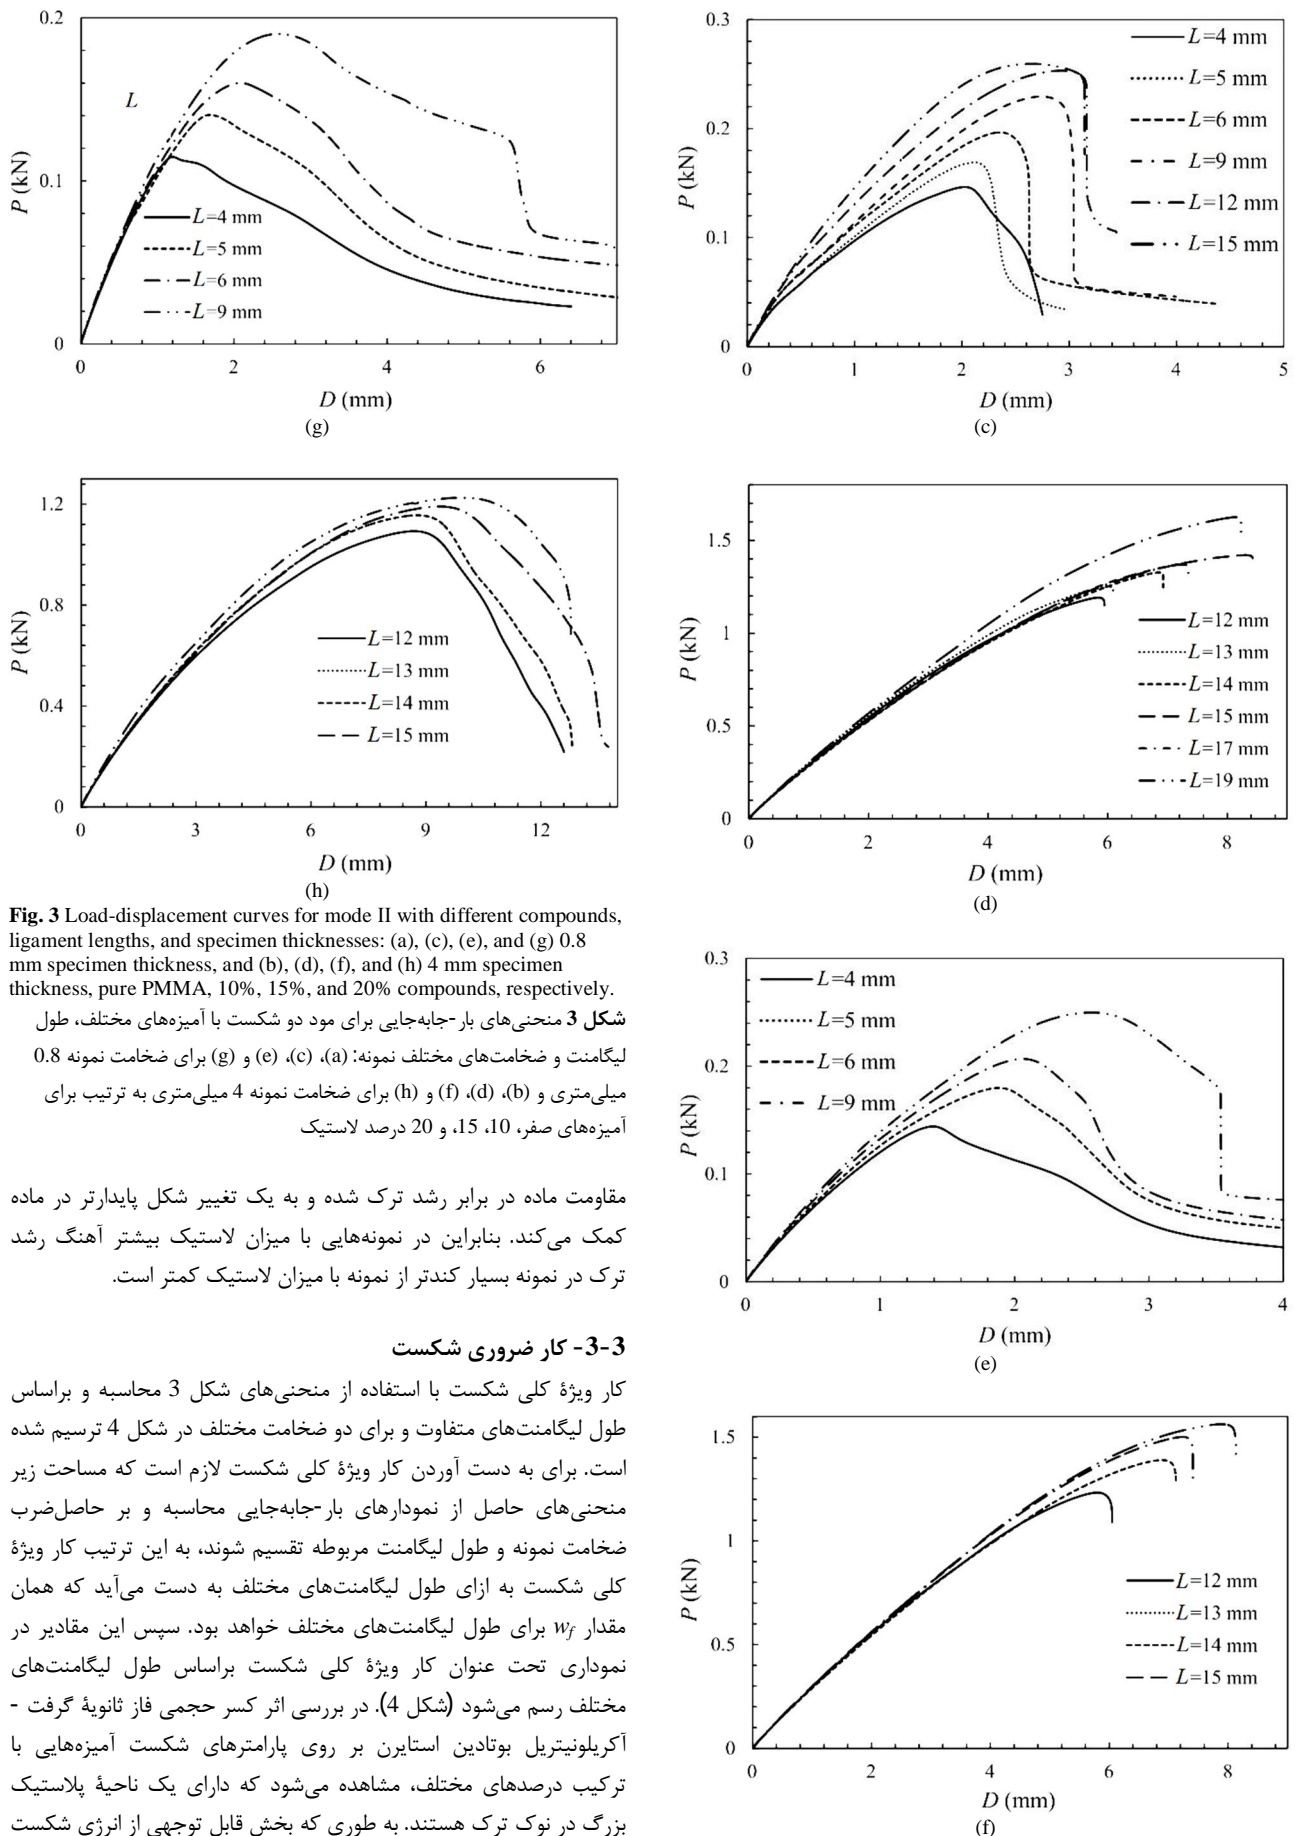 0.2
0.1
0
P (kN)
L
L=4 mm
L=5 mm
L=6 mm
L=9 mm
0 2 4 6
D (mm)
(g)
1.2
0.8
0.4
0
P (kN)
L=12 mm
L=13 mm
L=14 mm
L=15 mm
0 3 6 9 12
D (mm)
(h)
Fig. 3 Load-displacement curves for mode II with different compounds,
ligament lengths, and specimen thicknesses: (a), (c), (e), and (g) 0.8
mm specimen thickness, and (b), (d), (f), and (h) 4 mm specimen
thickness, pure PMMA, 10%, 15%, and 20% compounds, respectively.
شکل 3 منحنی‌های بار-جابه‌جایی برای مود دو شکست با آمیزه‌های مختلف، طول
لیگامنت و ضخامت‌های مختلف نمونه: (a)، (c)، (e) و (g) برای ضخامت نمونه 0.8
میلی‌متری و (b)، (d)، (f) و (h) برای ضخامت نمونه 4 میلی‌متری به ترتیب برای
آمیزه‌های صفر، 10، 15، و 20 درصد لاستیک
مقاومت ماده در برابر رشد ترک شده و به یک تغییر شکل پایدارتر در ماده
کمک می‌کند. بنابراین در نمونه‌هایی با میزان لاستیک بیشتر آهنگ رشد
ترک در نمونه بسیار کندتر از نمونه با میزان لاستیک کمتر است.
3-3- کار ضروری شکست
کار ویژهٔ کلی شکست با استفاده از منحنی‌های شکل 3 محاسبه و براساس
طول لیگامنت‌های متفاوت و برای دو ضخامت مختلف در شکل 4 ترسیم شده
است. برای به دست آوردن کار ویژهٔ کلی شکست لازم است که مساحت زیر
منحنی‌های حاصل از نمودارهای بار-جابه‌جایی محاسبه و بر حاصل‌ضرب
ضخامت نمونه و طول لیگامنت مربوطه تقسیم شوند، به این ترتیب کار ویژهٔ
کلی شکست به ازای طول لیگامنت‌های مختلف به دست می‌آید که همان
مقدار wf برای طول لیگامنت‌های مختلف خواهد بود. سپس این مقادیر در
نموداری تحت عنوان کار ویژهٔ کلی شکست براساس طول لیگامنت‌های
مختلف رسم می‌شود (شکل 4). در بررسی اثر کسر حجمی فاز ثانویهٔ گرفت -
آکریلونیتریل بوتادین استایرن بر روی پارامترهای شکست آمیزه‌هایی با
ترکیب درصدهای مختلف، مشاهده می‌شود که دارای یک ناحیهٔ پلاستیک
بزرگ در نوک ترک هستند. به طوری که بخش قابل توجهی از انرژی شکست
0.3
0.2
0.1
0
P (kN)
L=4 mm
L=5 mm
L=6 mm
L=9 mm
L=12 mm
L=15 mm
0 1 2 3 4 5
D (mm)
(c)
1.5
1
0.5
0
P (kN)
L=12 mm
L=13 mm
L=14 mm
L=15 mm
L=17 mm
L=19 mm
0 2 4 6 8
D (mm)
(d)
0.3
0.2
0.1
0
P (kN)
L=4 mm
L=5 mm
L=6 mm
L=9 mm
0 1 2 3 4
D (mm)
(e)
1.5
1
0.5
0
P (kN)
L=12 mm
L=13 mm
L=14 mm
L=15 mm
0 2 4 6 8
D (mm)
(f)